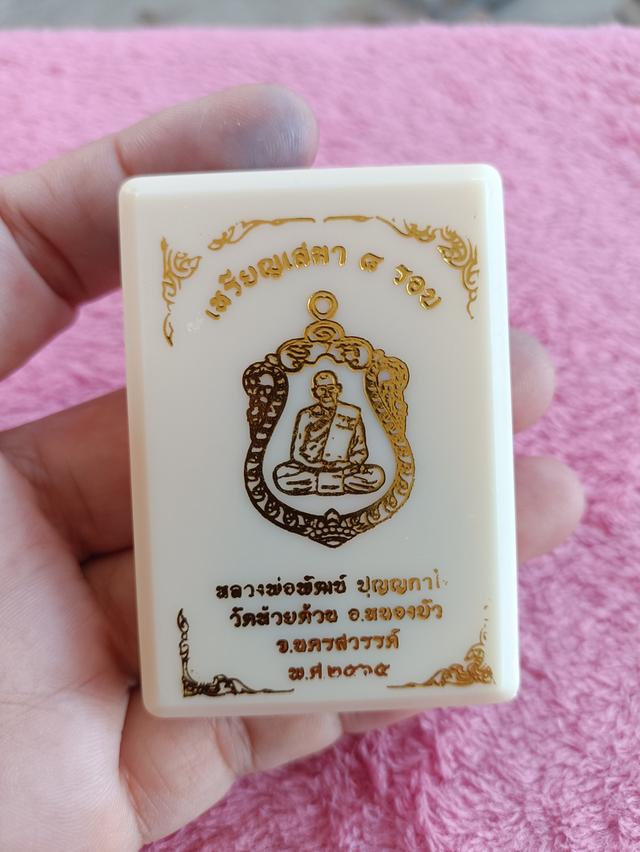 เหรียญเสมา ๘ รอบ
หลวงพ่อพัฒน์ ปุญญกาโม
วัดห้วยด้วน อ.หนองบัว
จ.นครสวรรค์
พ.ศ๒๕๖๕